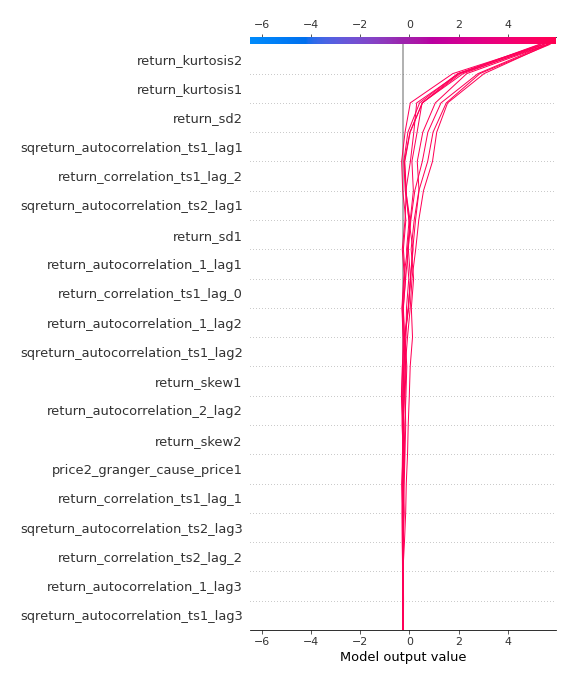 −6 −4 −2 0 2 4
return_kurtosis2
return_kurtosis1
return_sd2
sqreturn_autocorrelation_ts1_lag1
return_correlation_ts1_lag_2
sqreturn_autocorrelation_ts2_lag1
return_sd1
return_autocorrelation_1_lag1
return_correlation_ts1_lag_0
return_autocorrelation_1_lag2
sqreturn_autocorrelation_ts1_lag2
return_skew1
return_autocorrelation_2_lag2
return_skew2
price2_granger_cause_price1
return_correlation_ts1_lag_1
sqreturn_autocorrelation_ts2_lag3
return_correlation_ts2_lag_2
return_autocorrelation_1_lag3
sqreturn_autocorrelation_ts1_lag3
−6 −4 −2 0 2 4
Model output value